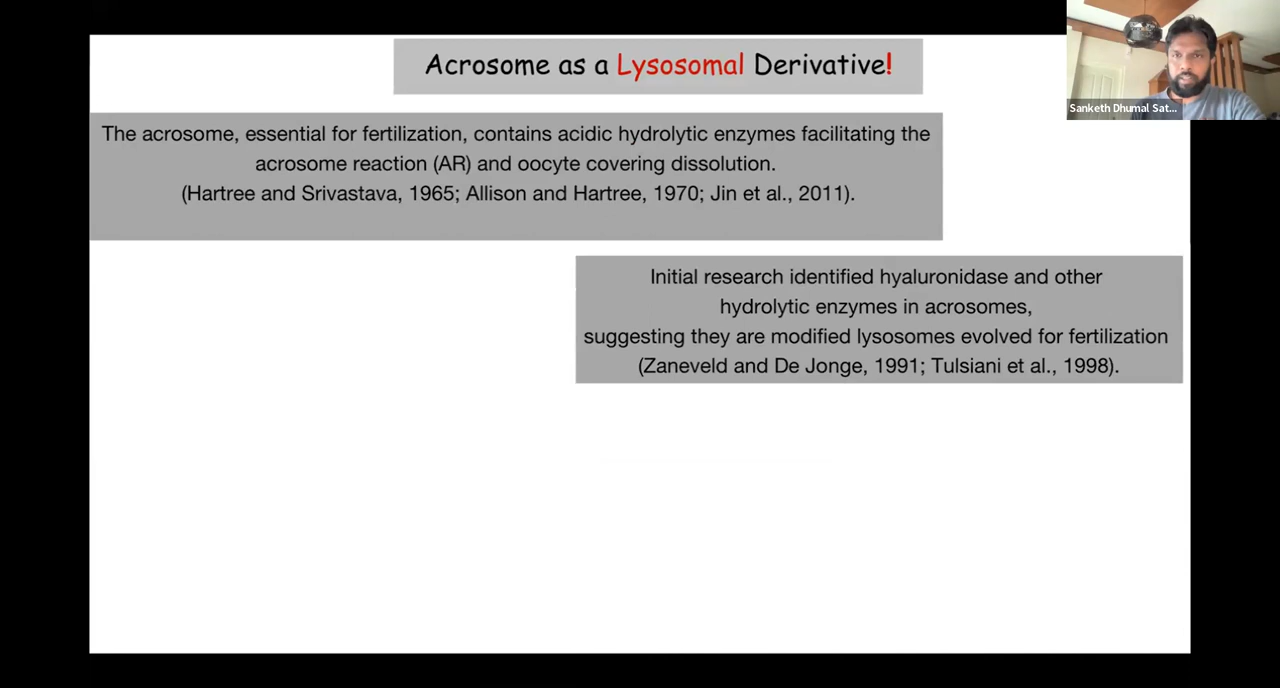 Acrosome as a Lysosomal Derivative!
Sanketh Dhumal Sat...
The acrosome, essential for fertilization, contains acidic hydrolytic enzymes facilitating the
acrosome reaction (AR) and oocyte covering dissolution.
(Hartree and Srivastava, 1965; Allison and Hartree, 1970; Jin et al., 2011).
Initial research identified hyaluronidase and other
hydrolytic enzymes in acrosomes,
suggesting they are modified lysosomes evolved for fertilization
(Zaneveld and De Jonge, 1991; Tulsiani et al., 1998).